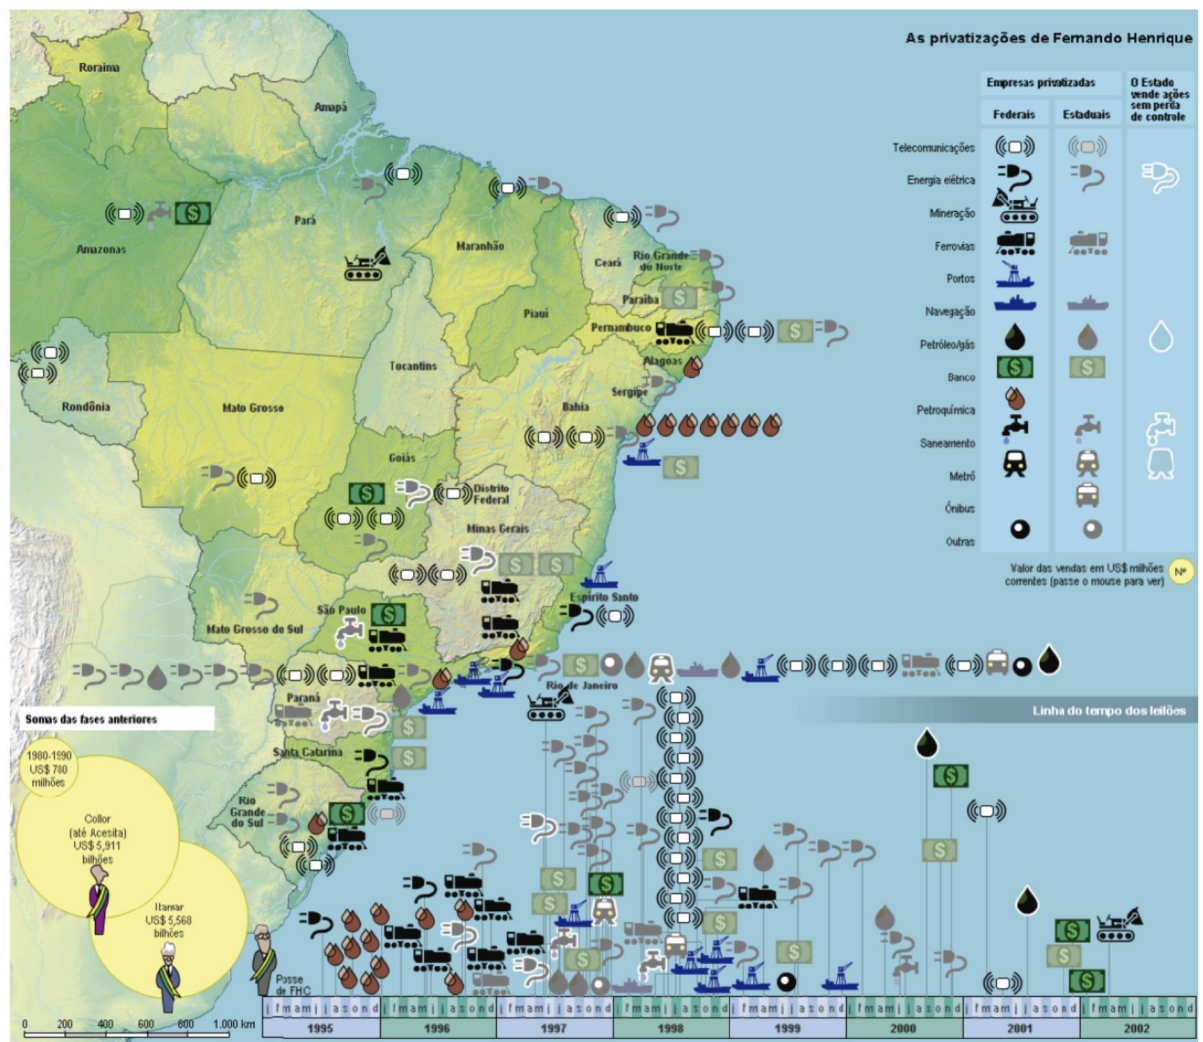 As privatizações de Fernando Henrique
Empresas privatizadas
O Estado
vende ações
sem perda
de controle
Federais
Estaduais
Telecomunicações
Energia elétrica
Mineração
Ferrovias
Portos
Navegação
Petróleo/gás
Banco
Petroquímica
Saneamento
Metrô
Ônibus
Outras
Valor das vendas em US$ milhões
correntes (passe o mouse para ver)
Nº
Roraima
Amapá
Amazonas
Pará
Maranhão
Ceará
Rio Grande
do Norte
Paraíba
Piauí
Pernambuco
Alagoas
Sergipe
Tocantins
Rondônia
Mato Grosso
Bahia
Goiás
Distrito
Federal
Minas Gerais
Espírito Santo
São Paulo
Mato Grosso do Sul
Rio de Janeiro
Paraná
Santa Catarina
Rio
Grande
do Sul
Linha do tempo dos leilões
Somas das fases anteriores
1980-1990
US$ 780
milhões
Collor
(até Acesita)
US$ 5,911
bilhões
Itamar
US$ 5,568
bilhões
Posse
de FHC
0 200 400 600 800 1.000 km
j f m a m j j a s o n d j f m a m j j a s o n d j f m a m j j a s o n d j f m a m j j a s o n d j f m a m j j a s o n d j f m a m j j a s o n d j f m a m j j a s o n d j f m a m j j a s o n d
1995 1996 1997 1998 1999 2000 2001 2002